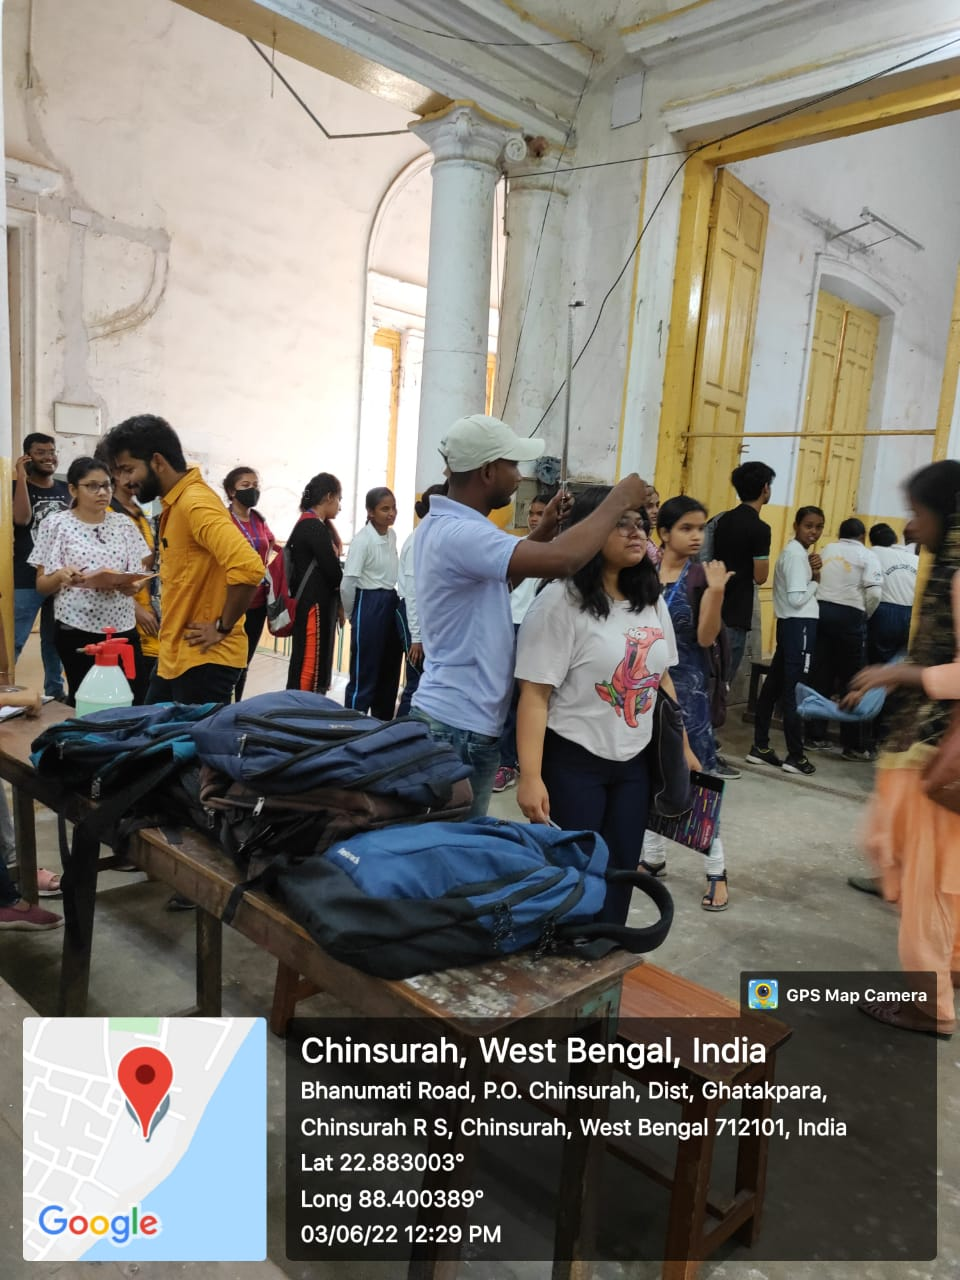 GPS Map Camera
Chinsurah, West Bengal, India
Bhanumati Road, P.O. Chinsurah, Dist, Ghatakpara,
Chinsurah R S, Chinsurah, West Bengal 712101, India
Lat 22.883003°
Long 88.400389°
03/06/22 12:29 PM
Google